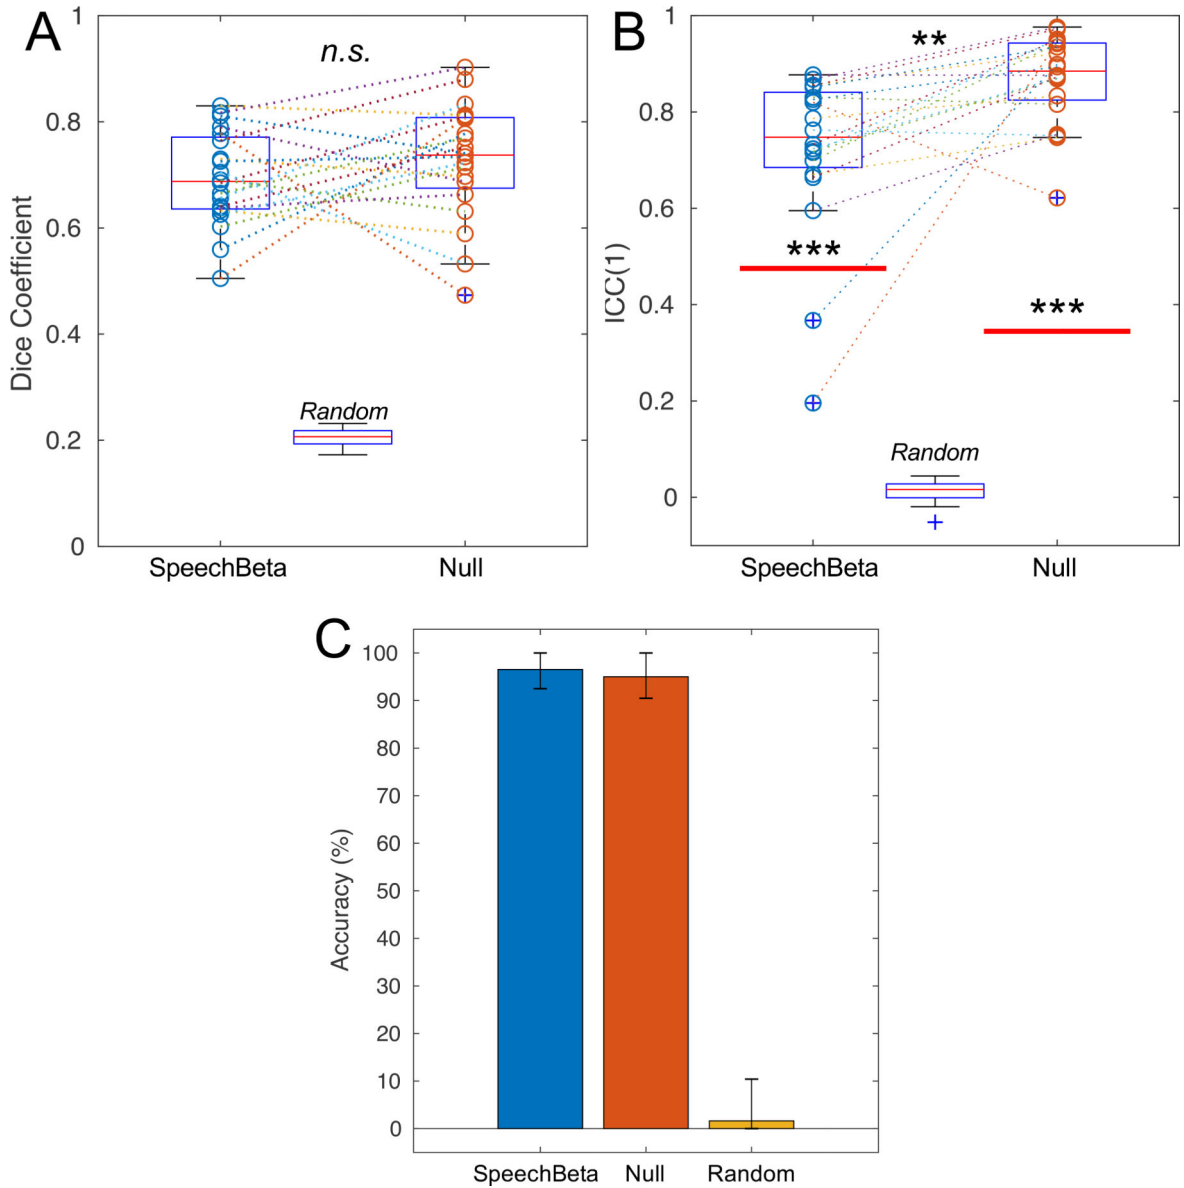 A
n.s.
1
0.8
0.6
0.4
0.2
0
Dice Coefficient
Random
SpeechBeta Null
B
**
1
0.8
0.6
0.4
0.2
0
ICC(1)
***
***
Random
SpeechBeta Null
C
100
90
80
70
60
50
40
30
20
10
0
Accuracy (%)
SpeechBeta Null Random